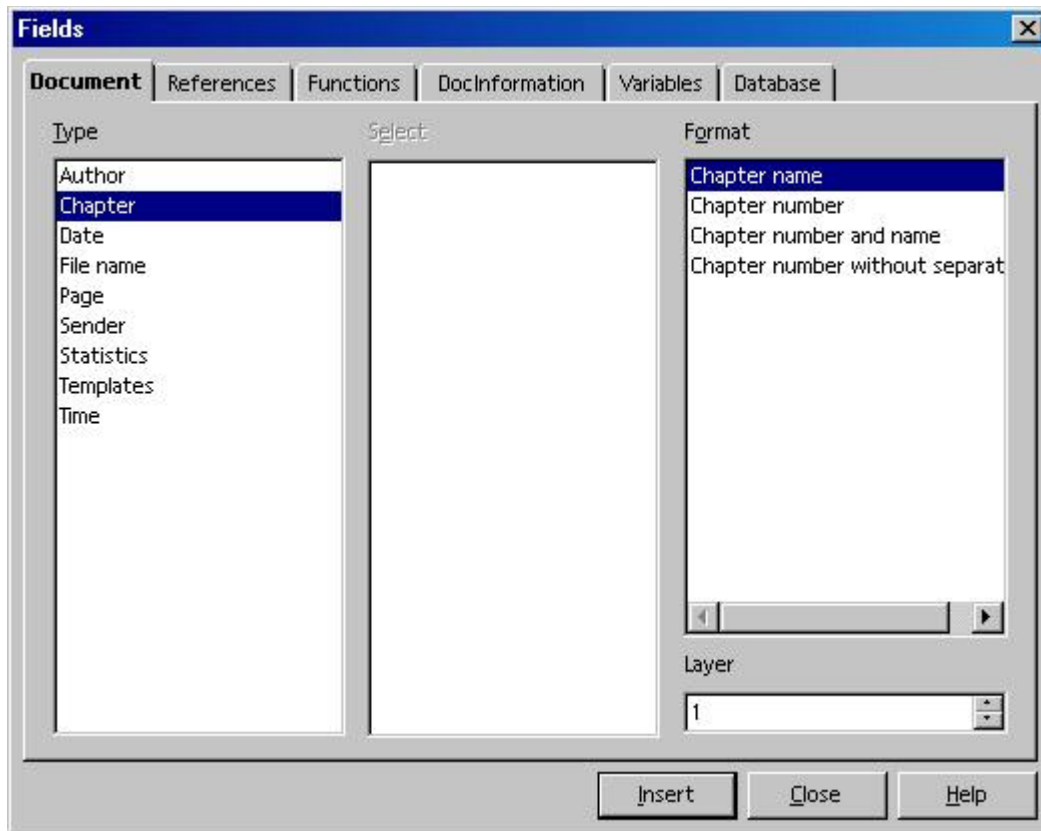 Fields
Document References Functions DocInformation Variables Database
Type
Author
Chapter
Date
File name
Page
Sender
Statistics
Templates
Time
Select
Format
Chapter name
Chapter number
Chapter number and name
Chapter number without separat
Layer
1
Insert Close Help